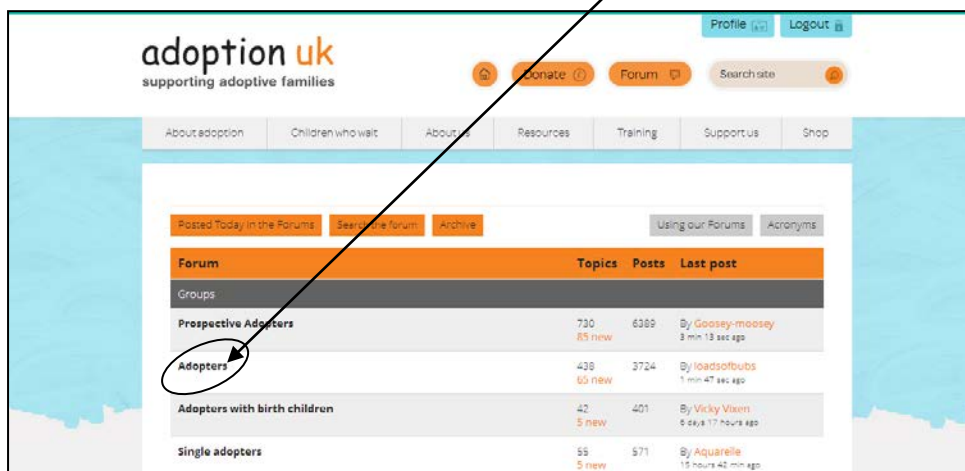 Profile Logout
adoption uk
supporting adoptive families
Donate Forum Search site
About adoption Children who wait About us Resources Training Support us Shop
Posted Today in the Forums Search the forum Archive Using our Forums Acronyms
Forum Topics Posts Last post
Groups
Prospective Adopters 730 6389 By Goosey-moosey
85 new 3 min 13 sec ago
Adopters 438 3724 By loadsofbubs
65 new 1 min 47 sec ago
Adopters with birth children 42 401 By Vicky Vixen
5 new 6 days 17 hours ago
Single adopters 55 571 By Aquarelle
5 new 15 hours 42 min ago